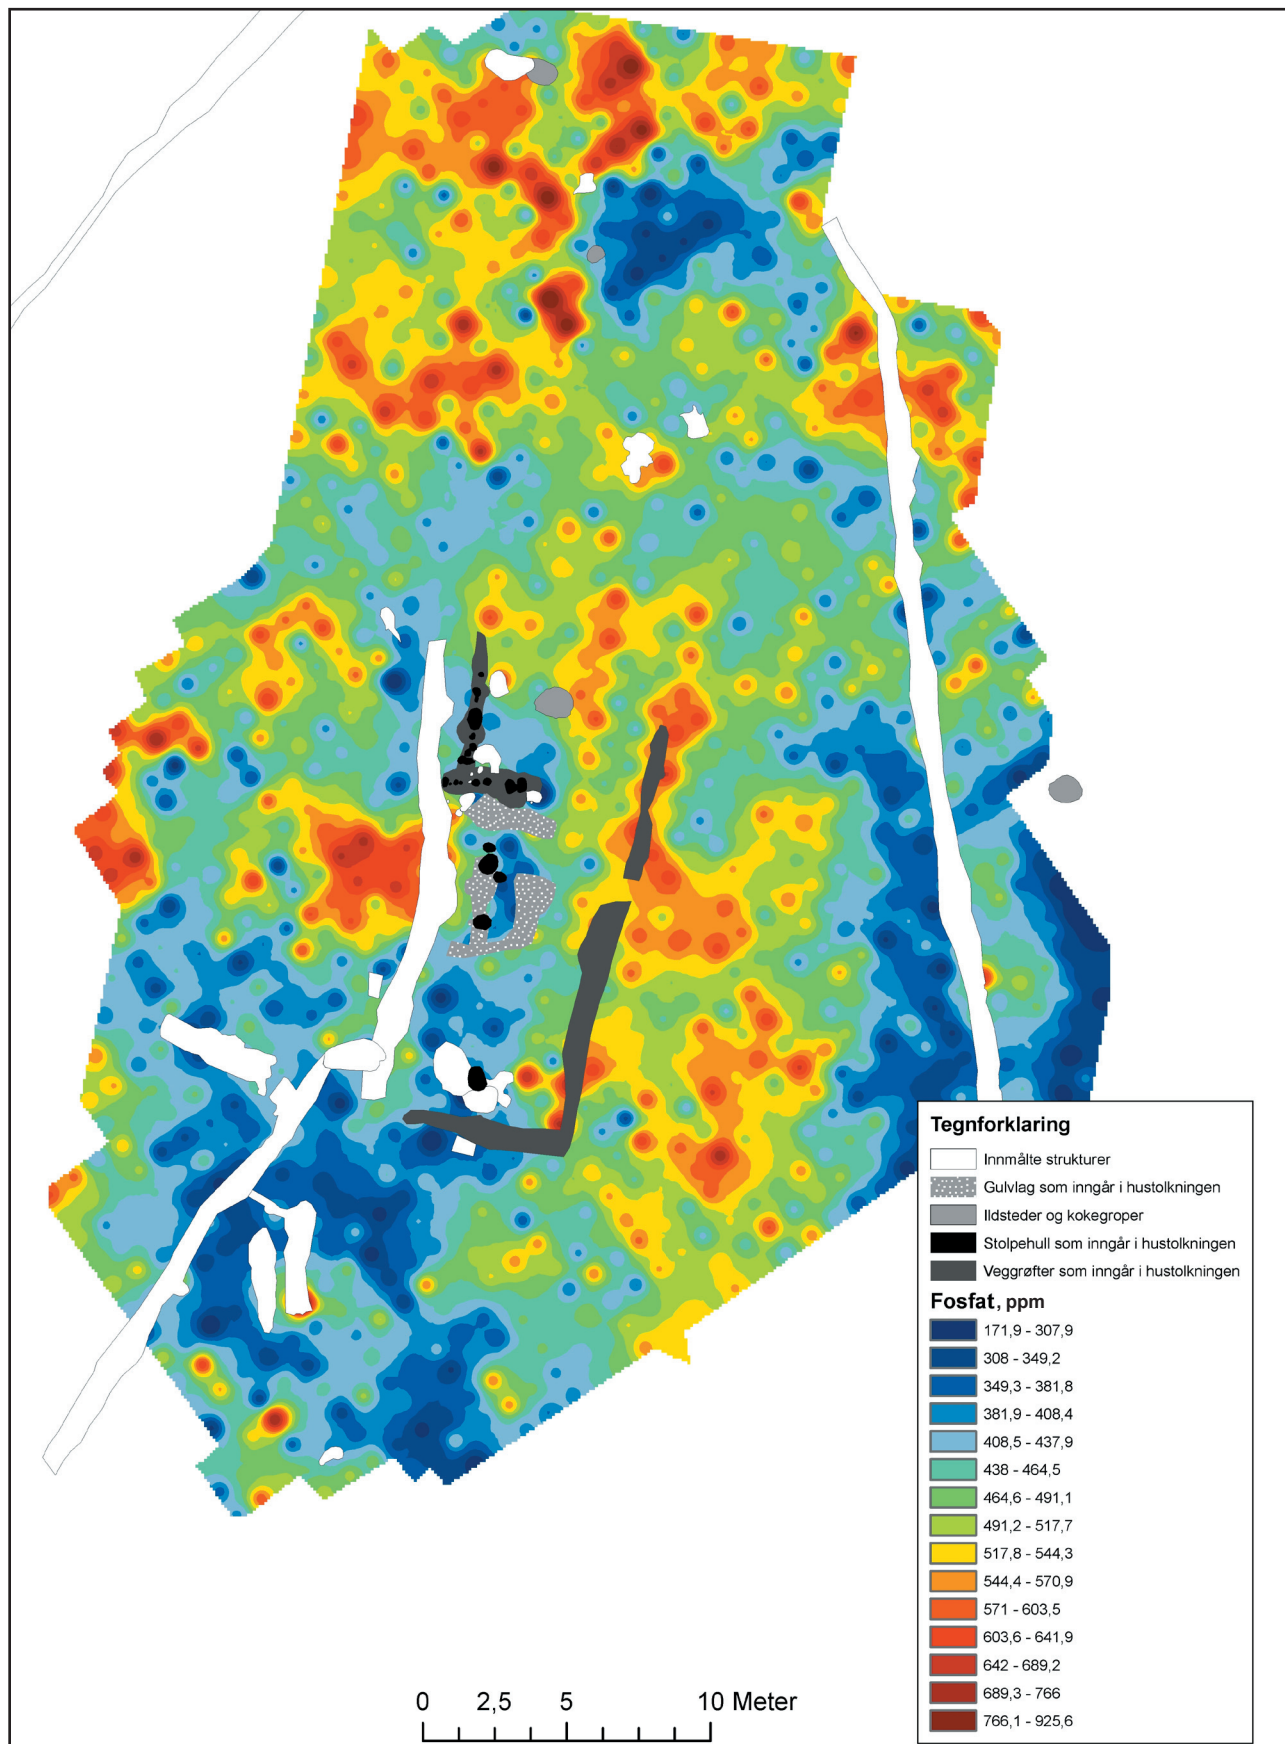 Tegnforklaring
Innmålte strukturer
Gulvlag som inngår i hustolkningen
Ildsteder og kokegroper
Stolpehull som inngår i hustolkningen
Veggrøfter som inngår i hustolkningen
Fosfat, ppm
171,9 - 307,9
308 - 349,2
349,3 - 381,8
381,9 - 408,4
408,5 - 437,9
438 - 464,5
464,6 - 491,1
491,2 - 517,7
517,8 - 544,3
544,4 - 570,9
571 - 603,5
603,6 - 641,9
642 - 689,2
689,3 - 766
766,1 - 925,6
0 2,5 5 10 Meter